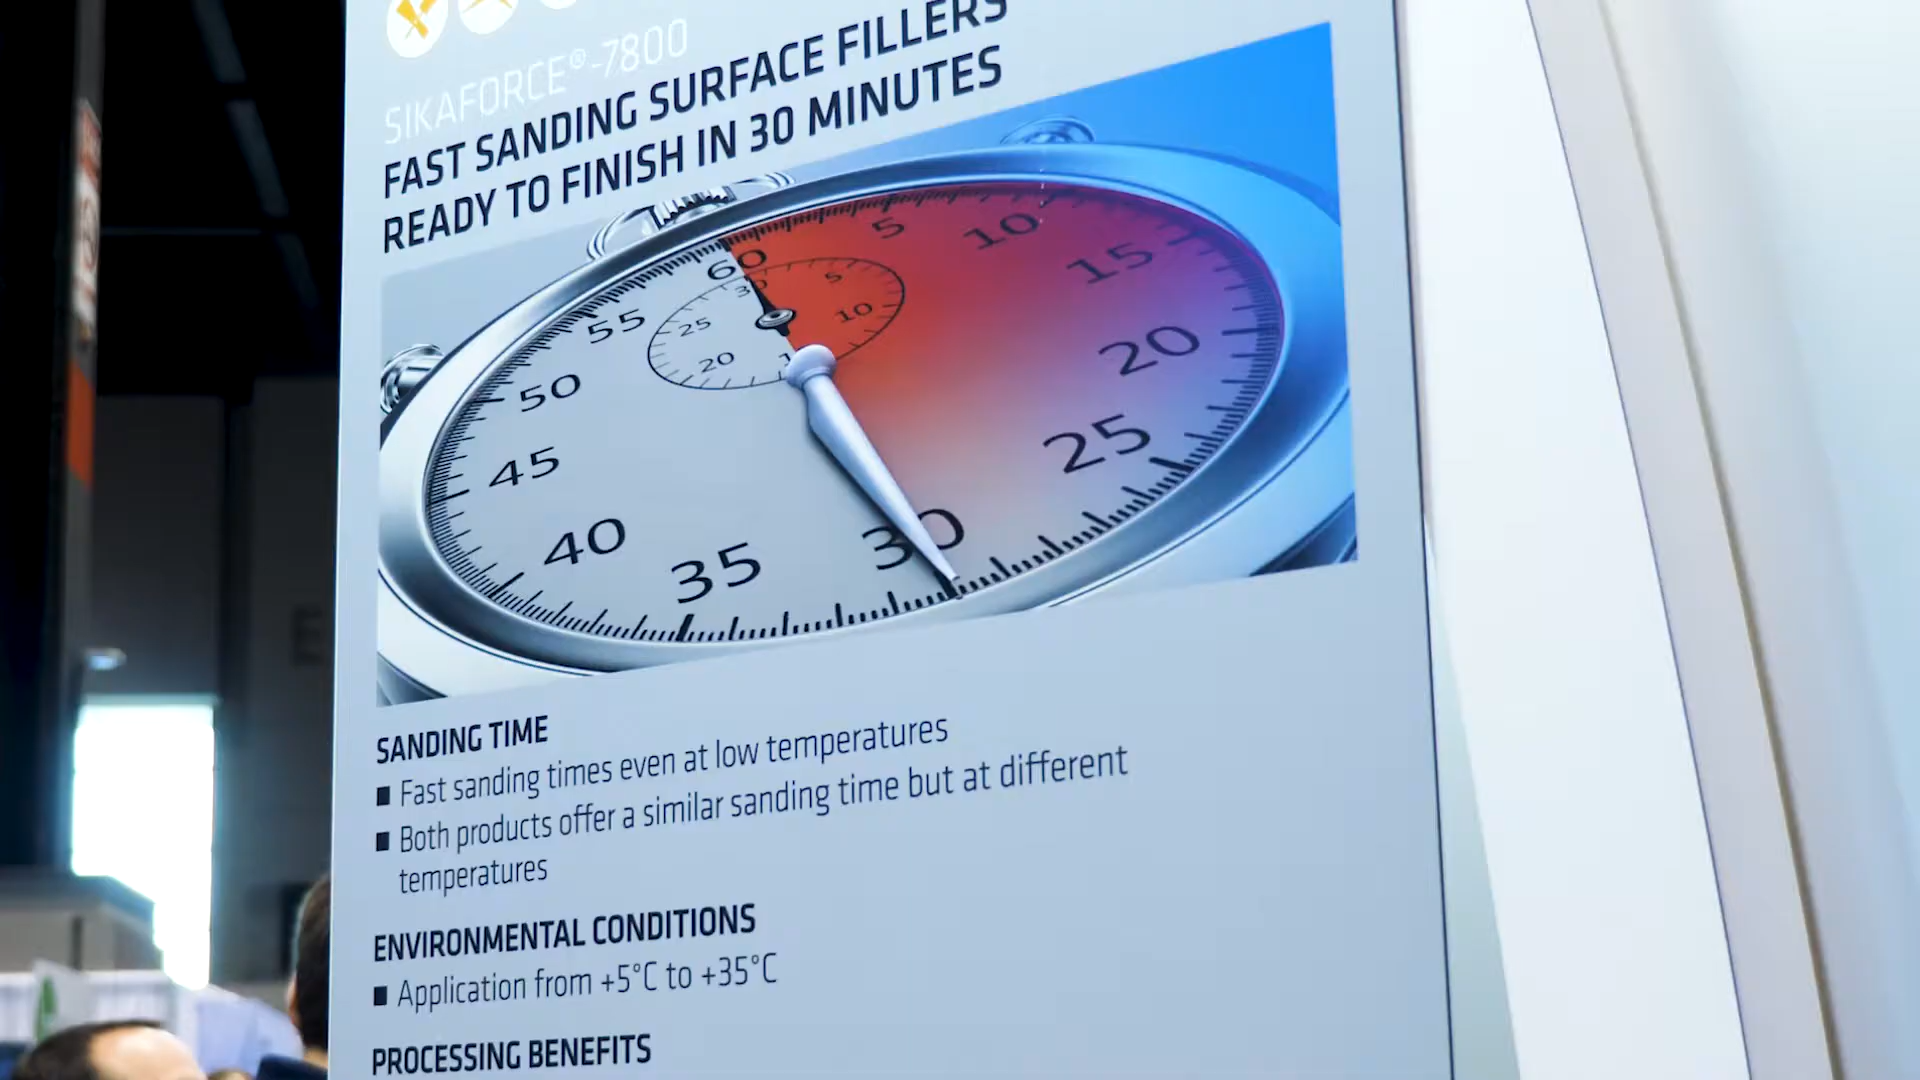 SIKAFORCE®-7800
FAST SANDING SURFACE FILLERS
READY TO FINISH IN 30 MINUTES
60
5
10
15
20
25
30
35
40
45
50
55
30
5
10
20
25
SANDING TIME
■ Fast sanding times even at low temperatures
■ Both products offer a similar sanding time but at different
temperatures
ENVIRONMENTAL CONDITIONS
■ Application from +5°C to +35°C
PROCESSING BENEFITS